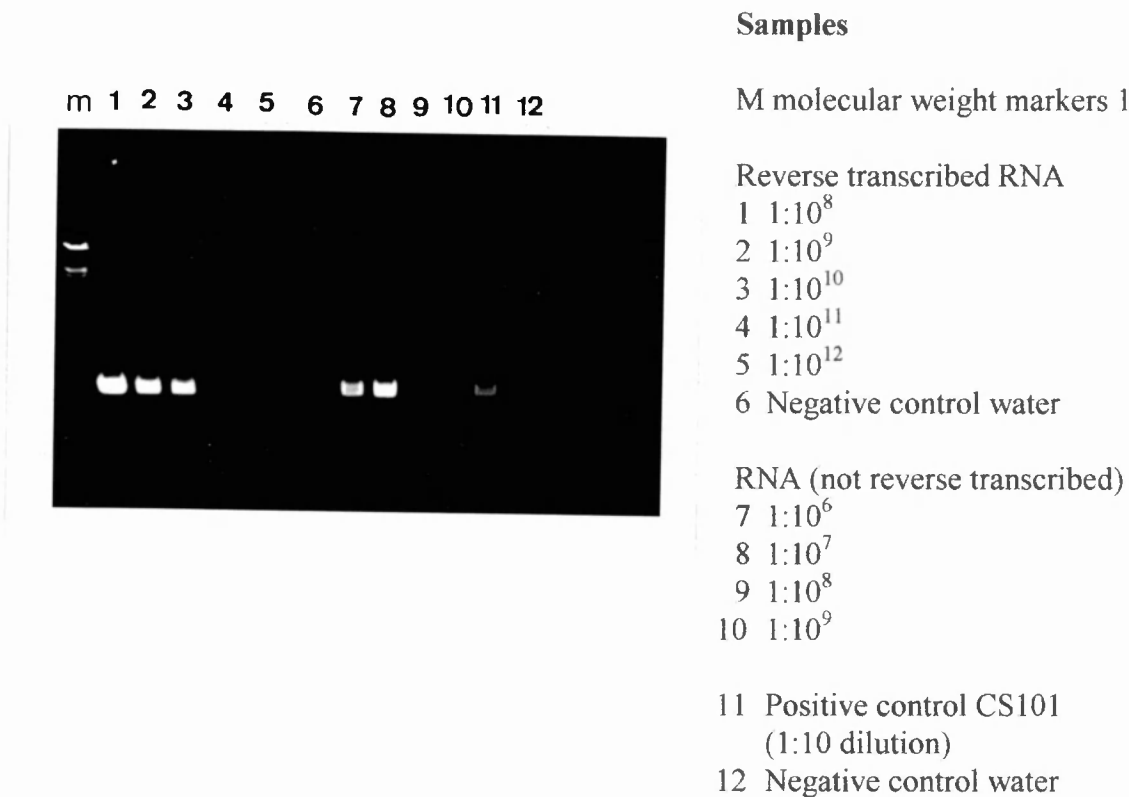 Samples
m 1 2 3 4 5 6 7 8 9 10 11 12
M molecular weight markers 1
Reverse transcribed RNA
1 1:10⁸
2 1:10⁹
3 1:10¹⁰
4 1:10¹¹
5 1:10¹²
6 Negative control water
RNA (not reverse transcribed)
7 1:10⁶
8 1:10⁷
9 1:10⁸
10 1:10⁹
11 Positive control CS101
(1:10 dilution)
12 Negative control water